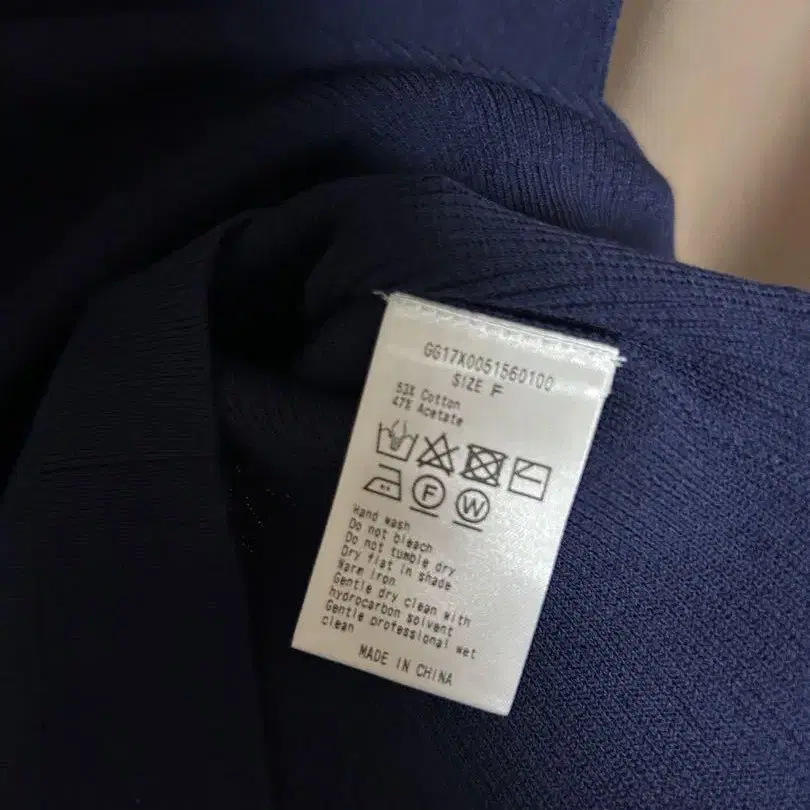 GG17X0051560100
SIZE F
53% Cotton
47% Acetate
F W
Hand wash
Do not bleach
Do not tumble dry
Dry flat in shade
Warm iron
Gentle dry clean with
hydrocarbon solvent
Gentle professional wet
clean
MADE IN CHINA